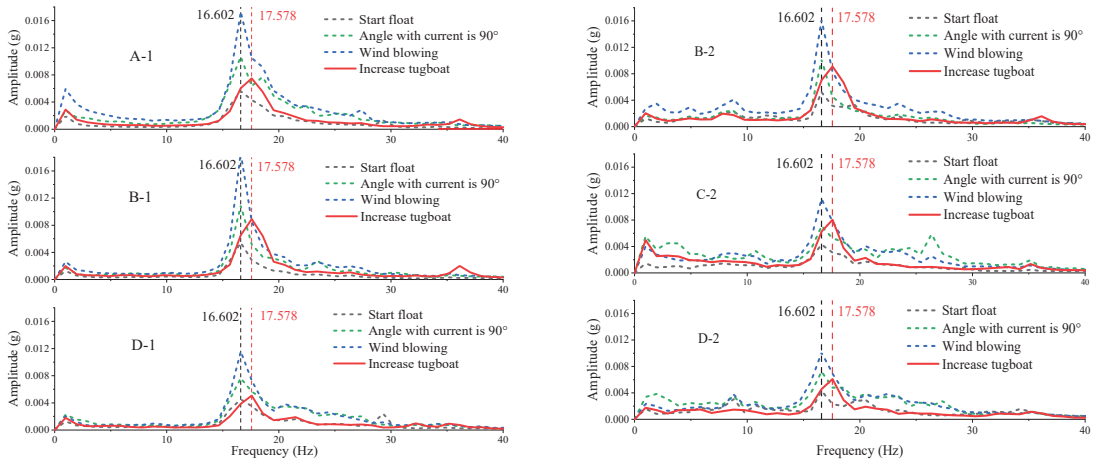 Amplitude (g)
0.016
0.012
0.008
0.004
0.000
0
10
20
30
40
A-1
16.602
17.578
Start float
Angle with current is 90°
Wind blowing
Increase tugboat
Amplitude (g)
0.016
0.012
0.008
0.004
0.000
0
10
20
30
40
B-1
16.602
17.578
Start float
Angle with current is 90°
Wind blowing
Increase tugboat
Amplitude (g)
0.016
0.012
0.008
0.004
0.000
0
10
20
30
40
D-1
16.602
17.578
Start float
Angle with current is 90°
Wind blowing
Increase tugboat
Frequency (Hz)
Amplitude (g)
0.016
0.012
0.008
0.004
0.000
0
10
20
30
40
B-2
16.602
17.578
Start float
Angle with current is 90°
Wind blowing
Increase tugboat
Amplitude (g)
0.016
0.012
0.008
0.004
0.000
0
10
20
30
40
C-2
16.602
17.578
Start float
Angle with current is 90°
Wind blowing
Increase tugboat
Amplitude (g)
0.016
0.012
0.008
0.004
0.000
0
10
20
30
40
D-2
16.602
17.578
Start float
Angle with current is 90°
Wind blowing
Increase tugboat
Frequency (Hz)